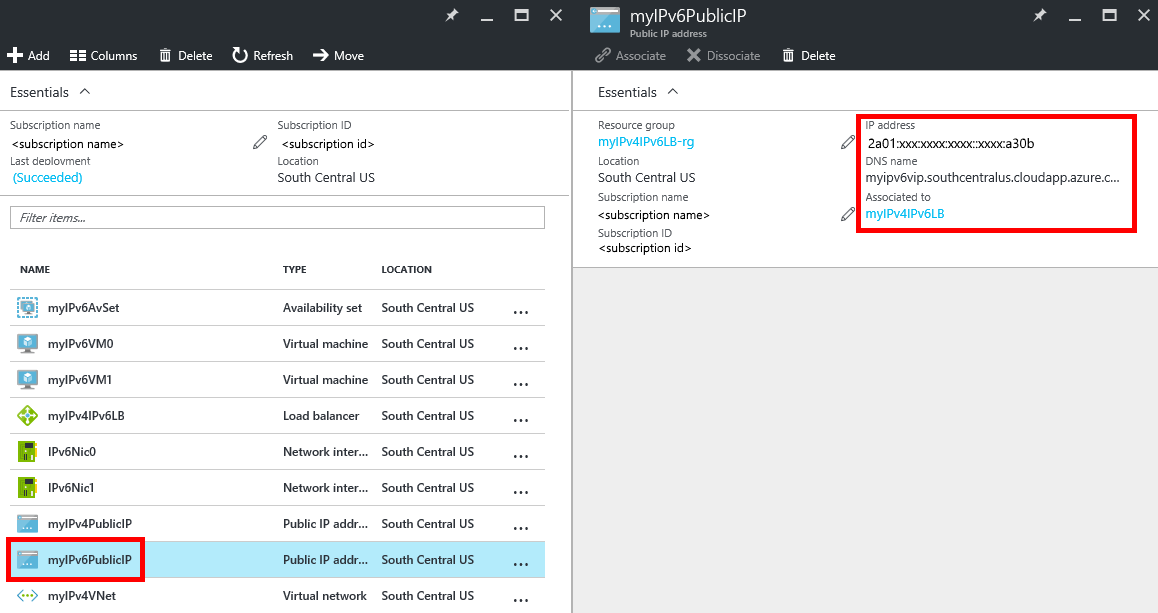 Add Columns Delete Refresh Move
Essentials
Subscription name
<subscription name>
Last deployment
(Succeeded)
Subscription ID
<subscription id>
Location
South Central US
Filter items...
NAME TYPE LOCATION
myIPv6AvSet Availability set South Central US ...
myIPv6VM0 Virtual machine South Central US ...
myIPv6VM1 Virtual machine South Central US ...
myIPv4IPv6LB Load balancer South Central US ...
IPv6Nic0 Network inter... South Central US ...
IPv6Nic1 Network inter... South Central US ...
myIPv4PublicIP Public IP addr... South Central US ...
myIPv6PublicIP Public IP addr... South Central US ...
myIPv4VNet Virtual network South Central US ...
myIPv6PublicIP
Public IP address
Associate Dissociate Delete
Essentials
Resource group
myIPv4IPv6LB-rg
Location
South Central US
Subscription name
<subscription name>
Subscription ID
<subscription id>
IP address
2a01:xxx:xxxx:xxxx::xxxx:a30b
DNS name
myipv6vip.southcentralus.cloudapp.azure.c...
Associated to
myIPv4IPv6LB